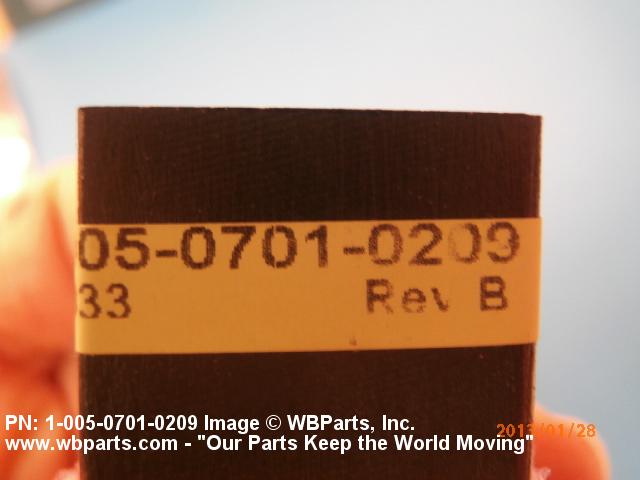 05-0701-0209
33 Rev B
PN: 1-005-0701-0209 Image © WBParts, Inc.
2013/01/28
www.wbparts.com - "Our Parts Keep the World Moving"